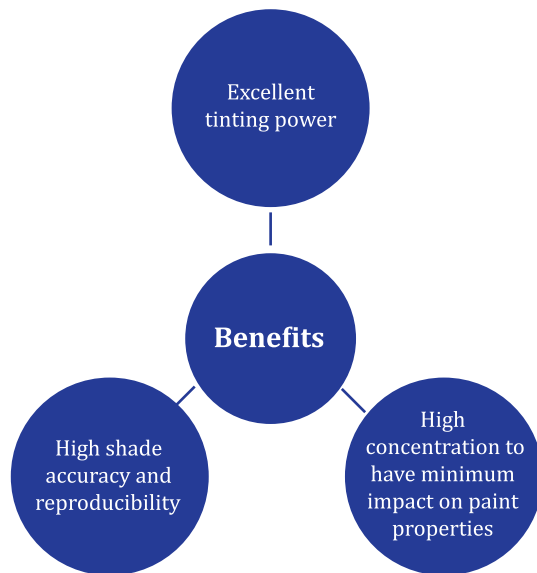 Excellent
tinting power
Benefits
High shade
accuracy and
reproducibility
High
concentration to
have minimum
impact on paint
properties